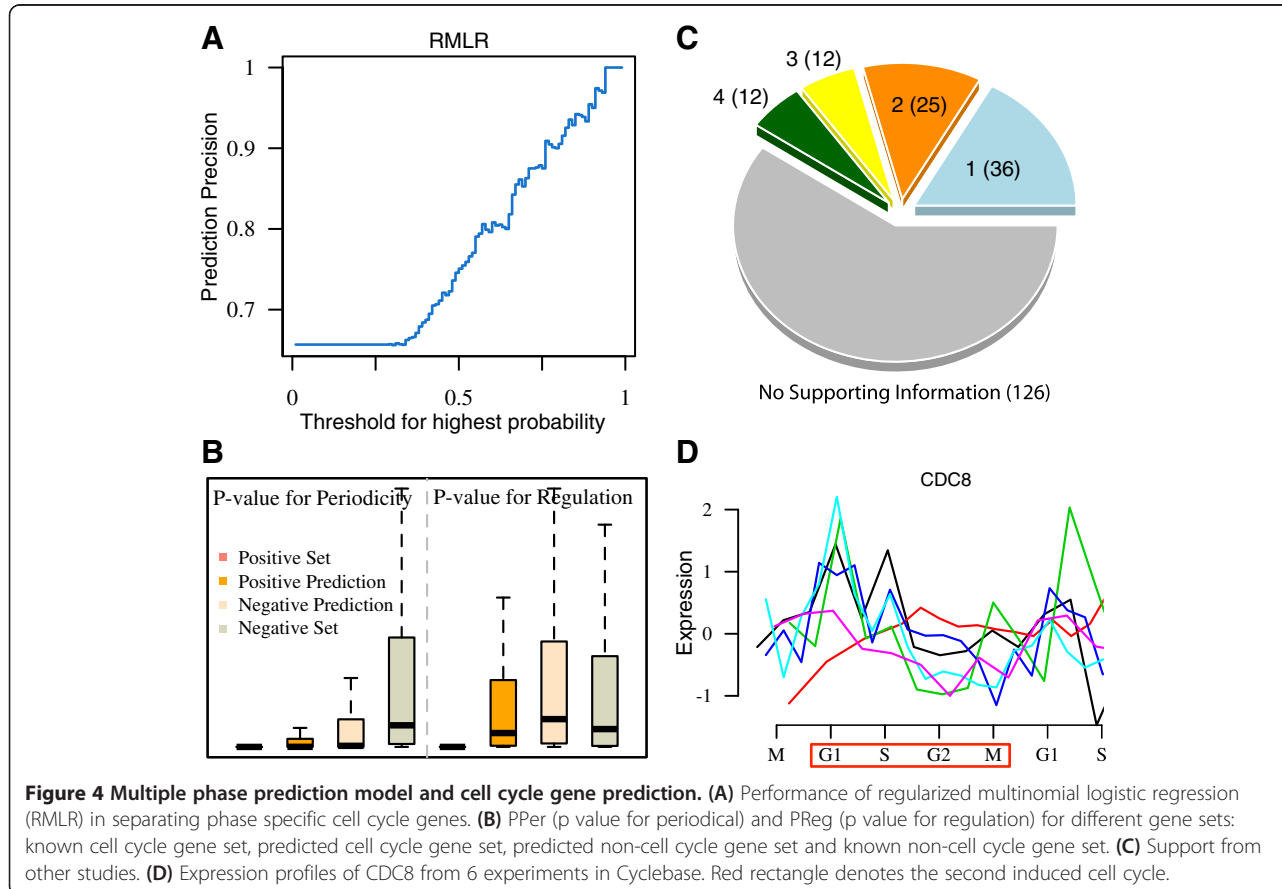 A
RMLR
Prediction Precision
1
0.9
0.8
0.7
0
0.5
1
Threshold for highest probability
C
3 (12)
4 (12)
2 (25)
1 (36)
No Supporting Information (126)
B
P-value for Periodicity
P-value for Regulation
Positive Set
Positive Prediction
Negative Prediction
Negative Set
D
CDC8
Expression
2
1
0
-1
M G1 S G2 M G1 S
Figure 4 Multiple phase prediction model and cell cycle gene prediction. (A) Performance of regularized multinomial logistic regression
(RMLR) in separating phase specific cell cycle genes. (B) PPer (p value for periodical) and PReg (p value for regulation) for different gene sets:
known cell cycle gene set, predicted cell cycle gene set, predicted non-cell cycle gene set and known non-cell cycle gene set. (C) Support from
other studies. (D) Expression profiles of CDC8 from 6 experiments in Cyclebase. Red rectangle denotes the second induced cell cycle.